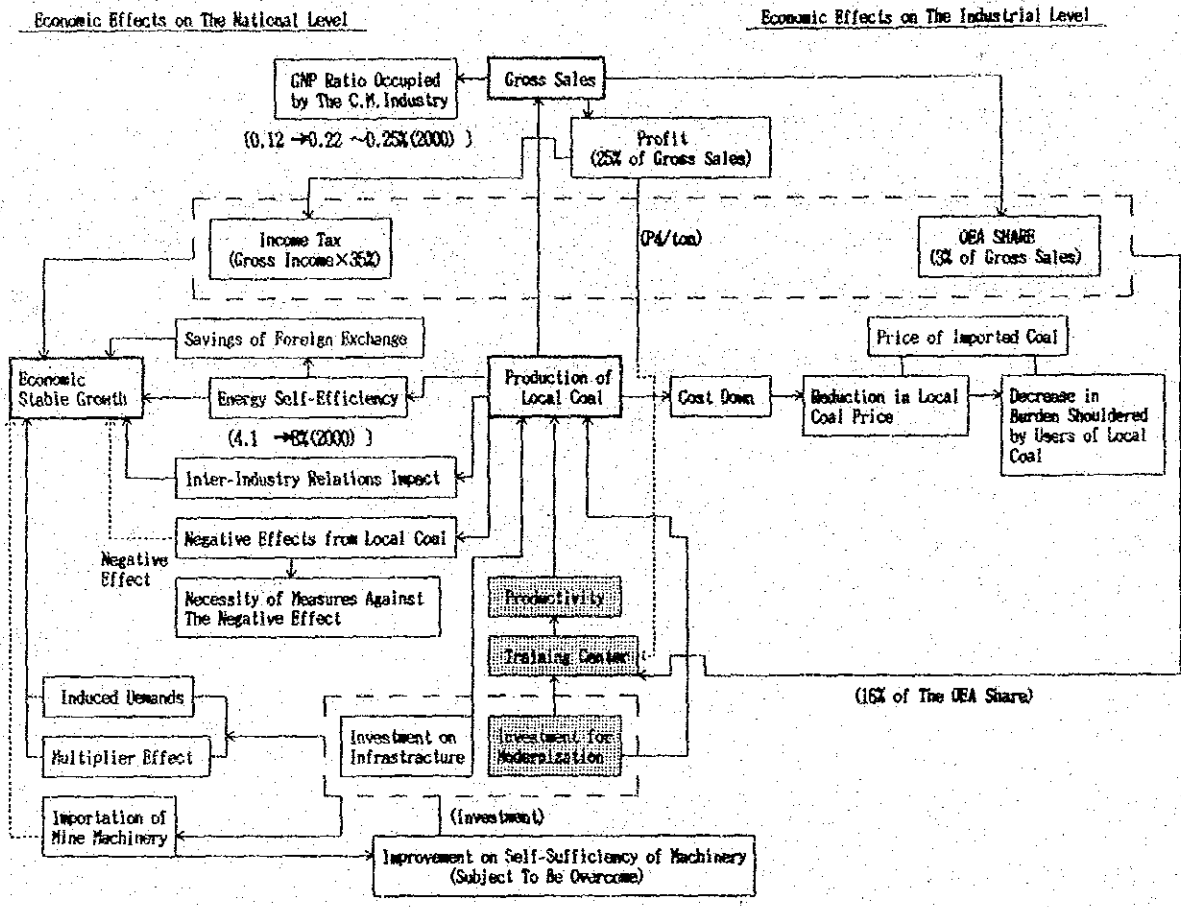 Economic Effects on The National Level
Economic Effects on The Industrial Level
GNP Ratio Occupied
by The C.M. Industry
Gross Sales
(0.12 →0.22 ~0.25%(2000) )
Profit
(25% of Gross Sales)
Income Tax
(Gross Income×35%)
(P4/ton)
OEA SHARE
(3% of Gross Sales)
Savings of Foreign Exchange
Price of Imported Coal
Economic
Stable Growth
Energy Self-Efficiency
Production of
Local Coal
Cost Down
Reduction in Local
Coal Price
Decrease in
Burden Shouldered
by Users of Local
Coal
(4.1 →8%(2000) )
Inter-Industry Relations Impact
Negative Effects from Local Coal
Negative
Effect
Necessity of Measures Against
The Negative Effect
Productivity
Training Center
(16% of The OEA Share)
Induced Demands
Multiplier Effect
Investment on
Infrastracture
Investment for
Modernization
Importation of
Mine Machinery
(Investment)
Improvement on Self-Sufficiency of Machinery
(Subject To Be Overcome)